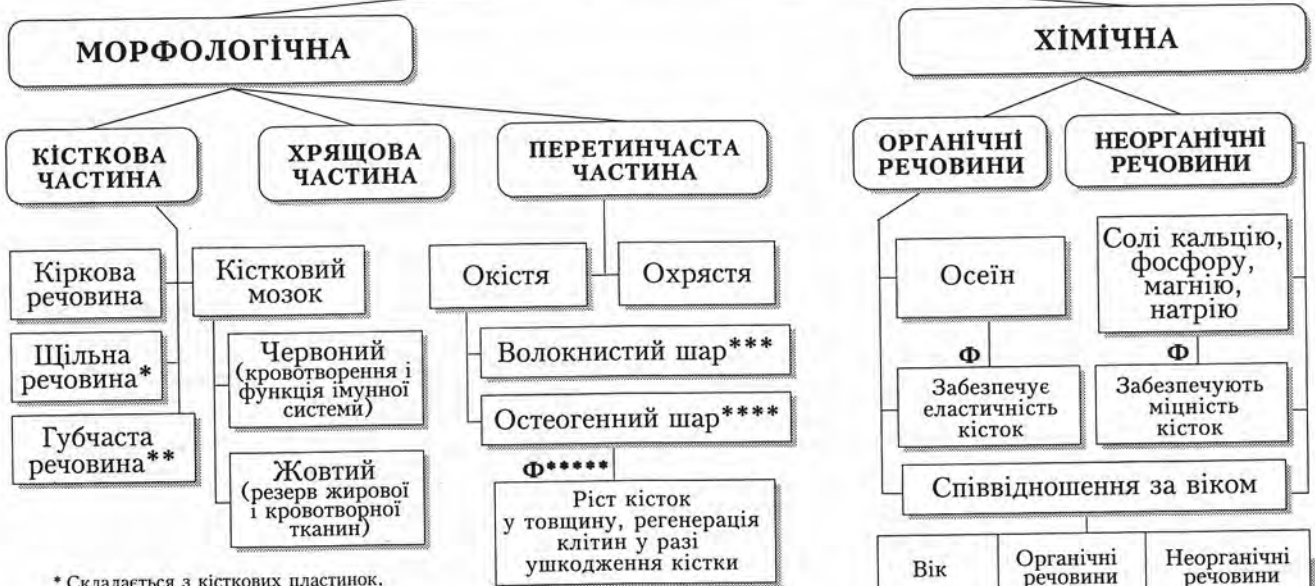 МОРФОЛОГІЧНА
ХІМІЧНА
КІСТКОВА
ЧАСТИНА
ХРЯЩОВА
ЧАСТИНА
ПЕРЕТИНЧАСТА
ЧАСТИНА
ОРГАНІЧНІ
РЕЧОВИНИ
НЕОРГАНІЧНІ
РЕЧОВИНИ
Кіркова
речовина
Кістковий
мозок
Щільна
речовина*
Губчаста
речовина**
Червоний
(кровотворення і
функція імунної
системи)
Жовтий
(резерв жирової
і кровотворної
тканин)
Окістя
Охрястя
Волокнистий шар***
Остеогенний шар****
Ф*****
Ріст кісток
у товщину, регенерація
клітин у разі
ушкодження кістки
Осеїн
Ф
Забезпечує
еластичність
кісток
Солі кальцію,
фосфору,
магнію,
натрію
Ф
Забезпечують
міцність
кісток
Співвідношення за віком
Вік
Органічні
речовини
Неорганічні
речовини
* Складається з кісткових пластинок,